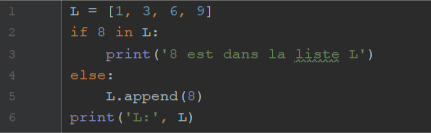 1 L = [1, 3, 6, 9]
2 if 8 in L:
3     print('8 est dans la liste L')
4 else:
5     L.append(8)
6 print('L:', L)